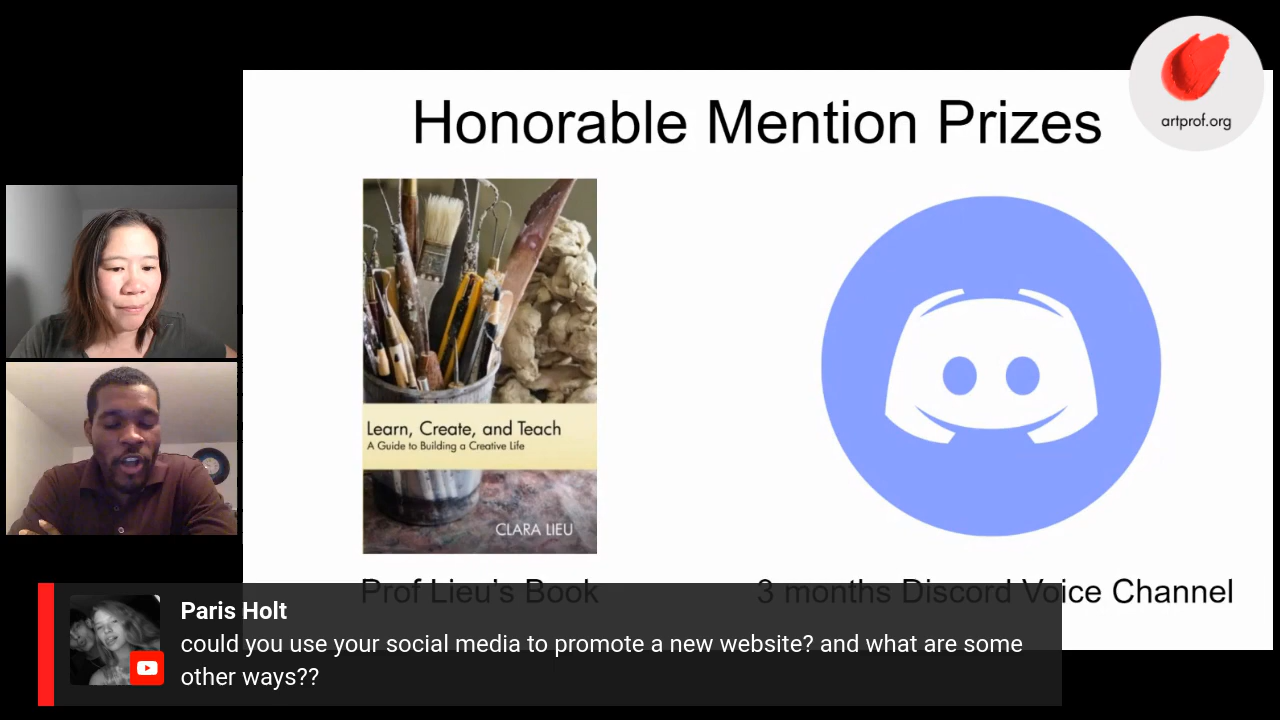 artprof.org
Honorable Mention Prizes
Learn, Create, and Teach
A Guide to Building a Creative Life
CLARA LIEU
Prof Lieu's Book
3 months Discord Voice Channel
Paris Holt
could you use your social media to promote a new website? and what are some
other ways??